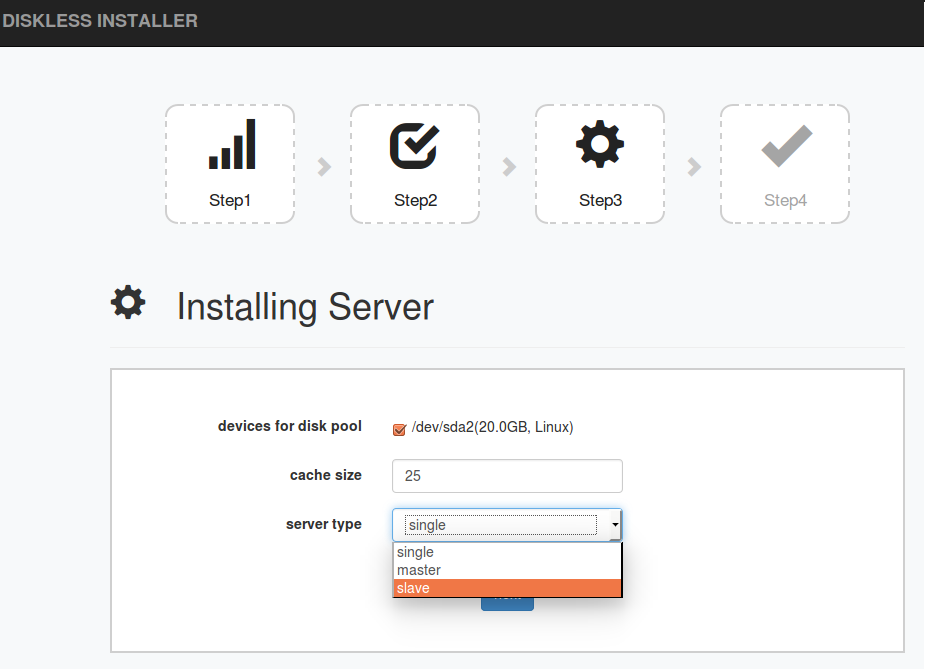 DISKLESS INSTALLER
Step1
Step2
Step3
Step4
Installing Server
devices for disk pool /dev/sda2(20.0GB, Linux)
cache size 25
server type single
single
master
slave